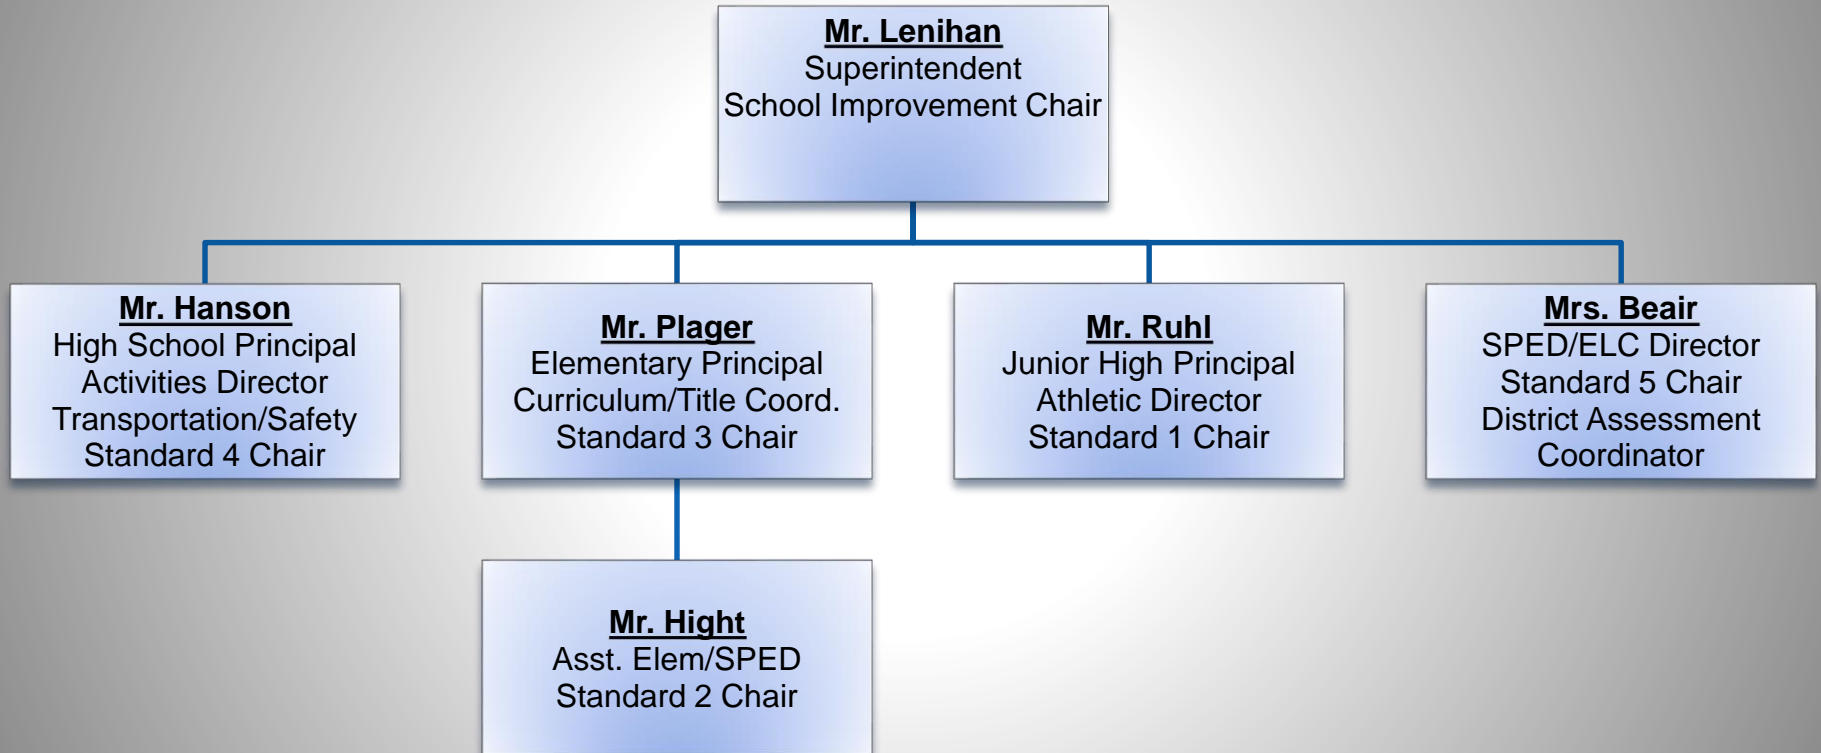 Mr. Lenihan
Superintendent
School Improvement Chair
Mr. Hanson
High School Principal
Activities Director
Transportation/Safety
Standard 4 Chair
Mr. Plager
Elementary Principal
Curriculum/Title Coord.
Standard 3 Chair
Mr. Ruhl
Junior High Principal
Athletic Director
Standard 1 Chair
Mrs. Beair
SPED/ELC Director
Standard 5 Chair
District Assessment
Coordinator
Mr. Hight
Asst. Elem/SPED
Standard 2 Chair